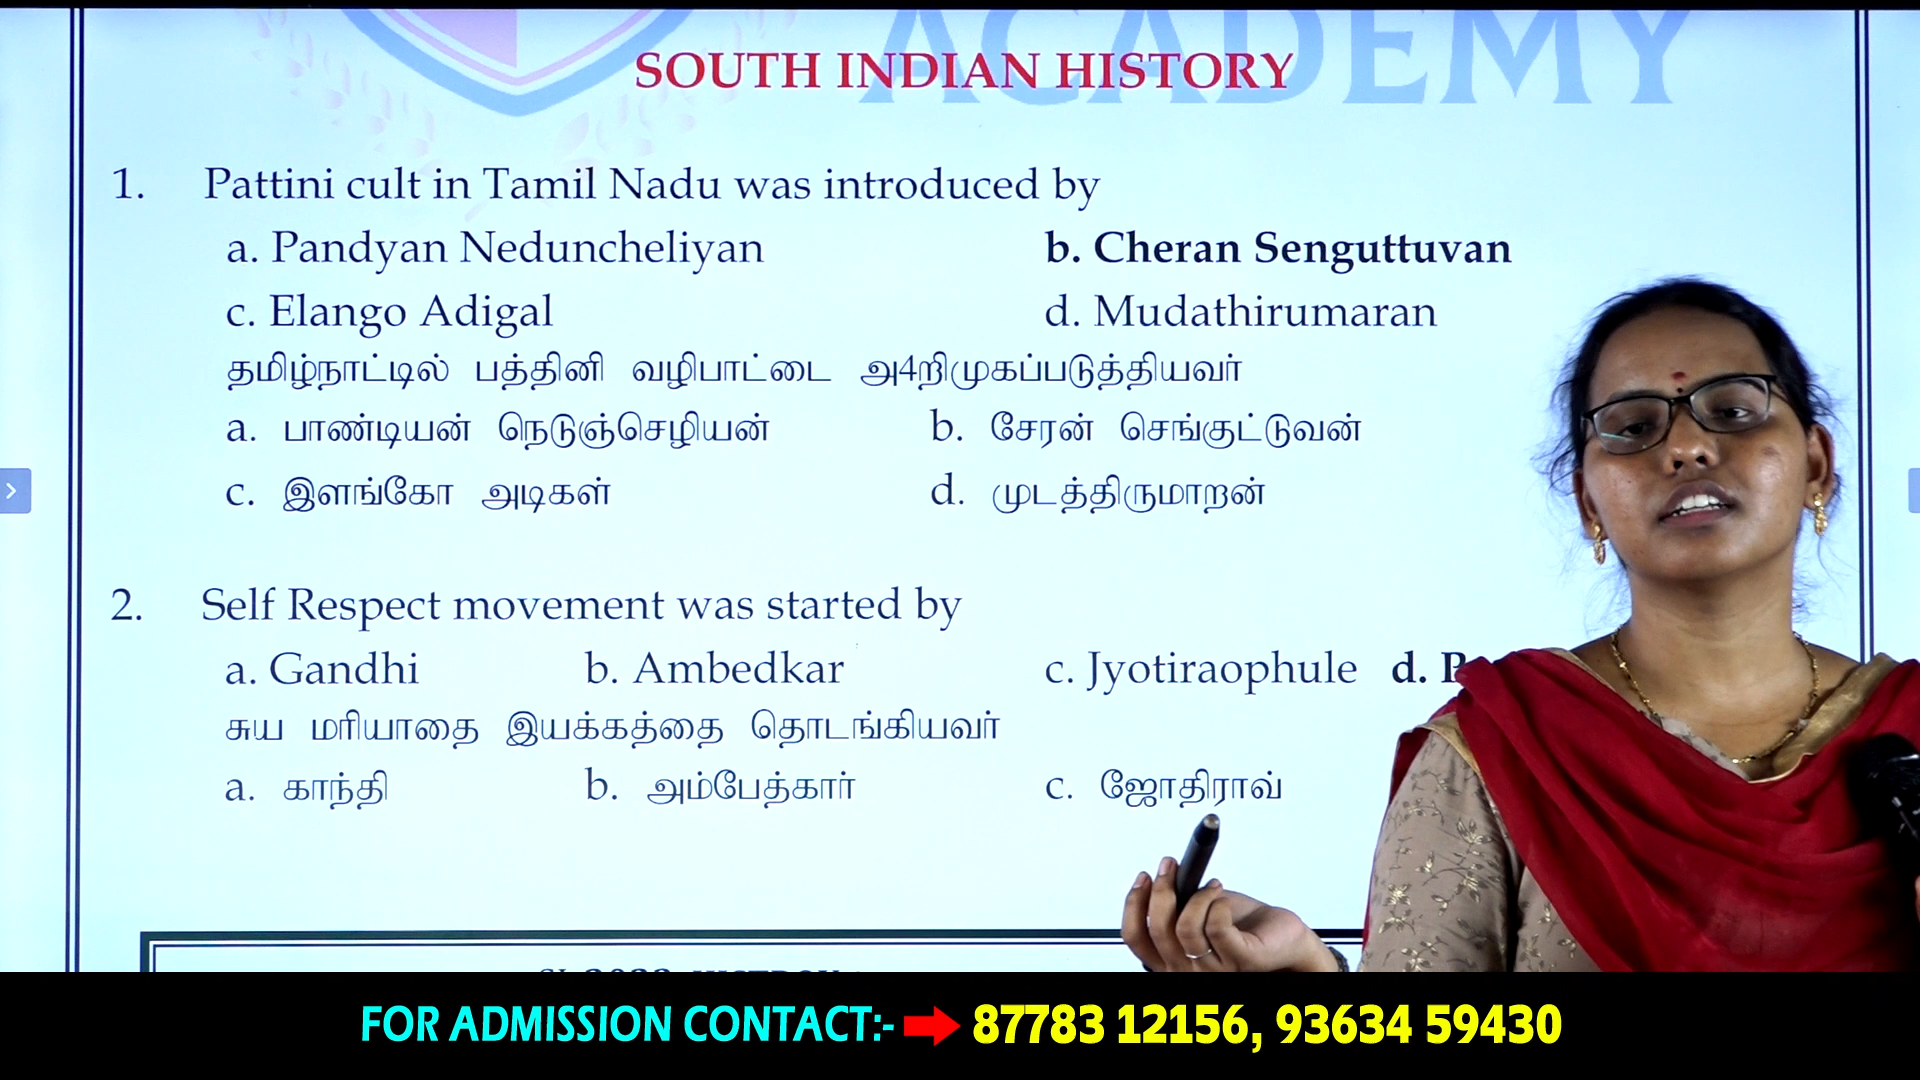 ACADEMY
SOUTH INDIAN HISTORY
1. Pattini cult in Tamil Nadu was introduced by
a. Pandyan Neduncheliyan b. Cheran Senguttuvan
c. Elango Adigal d. Mudathirumaran
தமிழ்நாட்டில் பத்தினி வழிபாட்டை அ4றிமுகப்படுத்தியவர்
a. பாண்டியன் நெடுஞ்செழியன் b. சேரன் செங்குட்டுவன்
c. இளங்கோ அடிகள் d. முடத்திருமாறன்
2. Self Respect movement was started by
a. Gandhi b. Ambedkar c. Jyotiraophule d.
சுய மரியாதை இயக்கத்தை தொடங்கியவர்
a. காந்தி b. அம்பேத்கார் c. ஜோதிராவ்
FOR ADMISSION CONTACT:- 87783 12156, 93634 59430